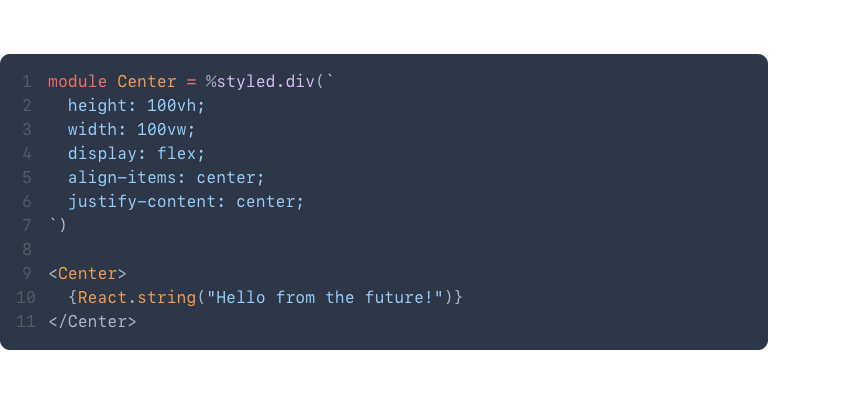 1 module Center = %styled.div(`
2   height: 100vh;
3   width: 100vw;
4   display: flex;
5   align-items: center;
6   justify-content: center;
7 `)
8
9 <Center>
10   {React.string("Hello from the future!")}
11 </Center>